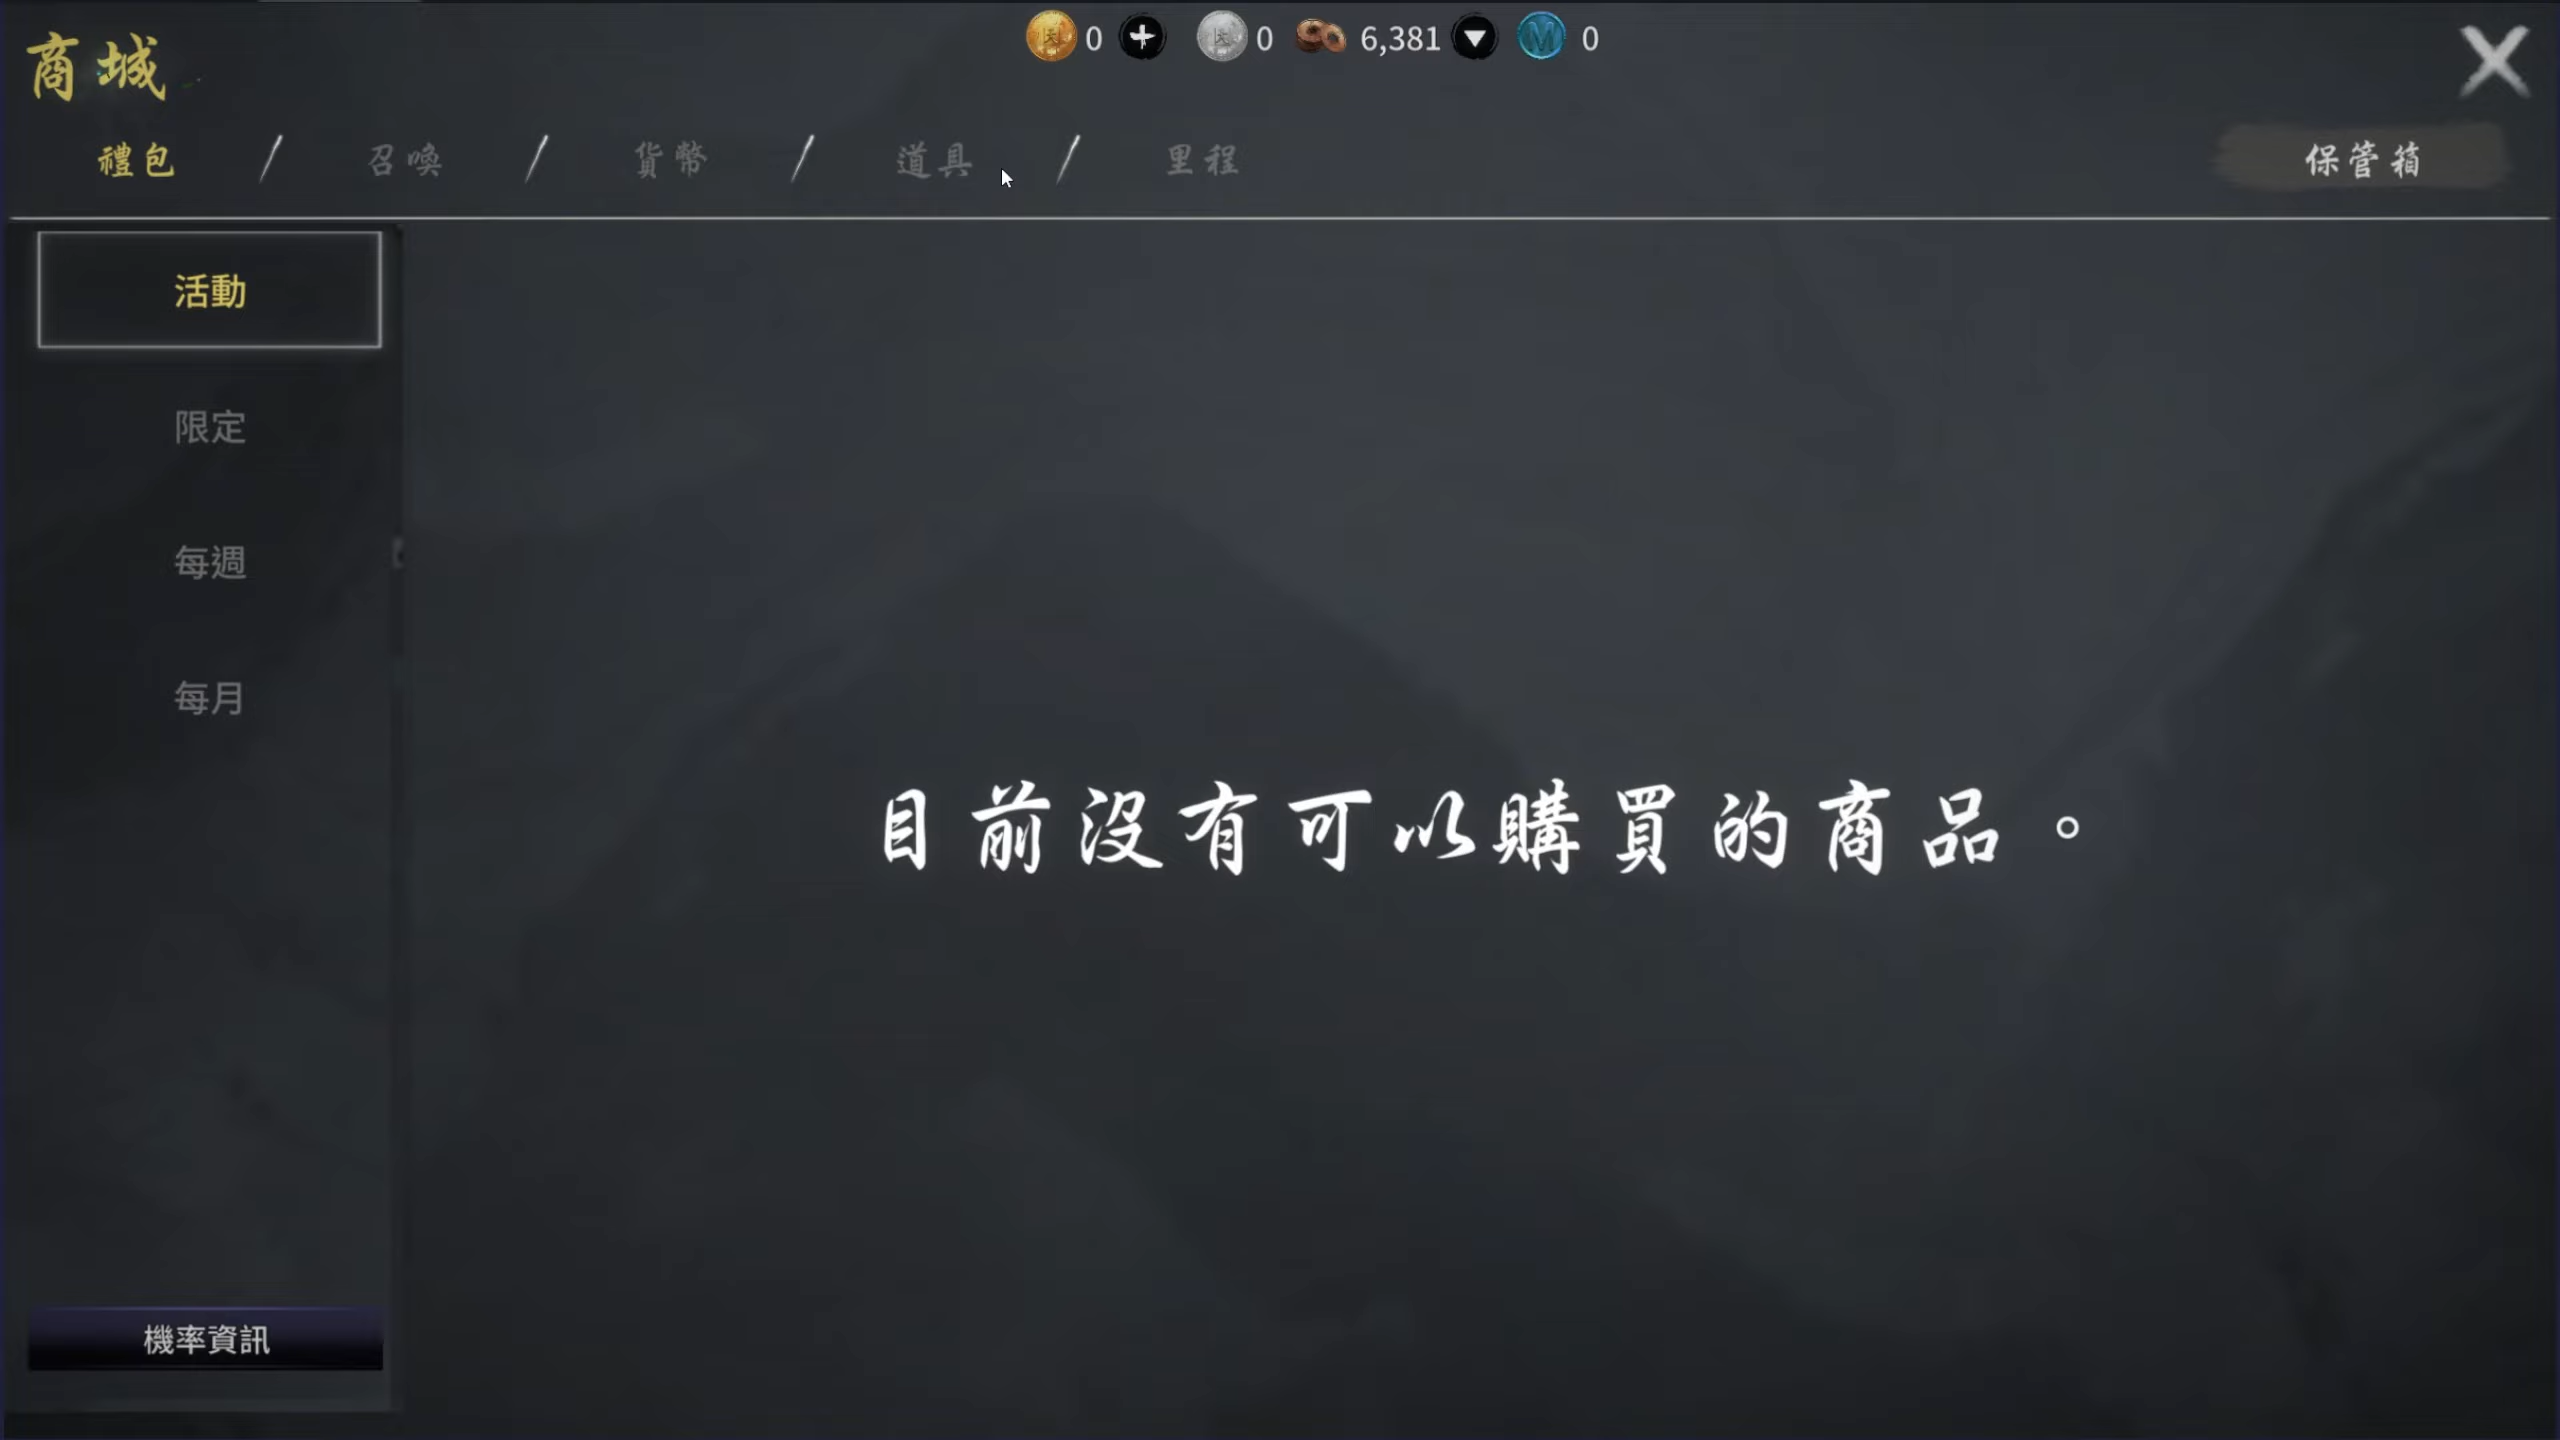 商城
0 0 6,381 0
禮包 / 召喚 / 貨幣 / 道具 / 里程
保管箱
活動
限定
每週
每月
目前沒有可以購買的商品。
機率資訊